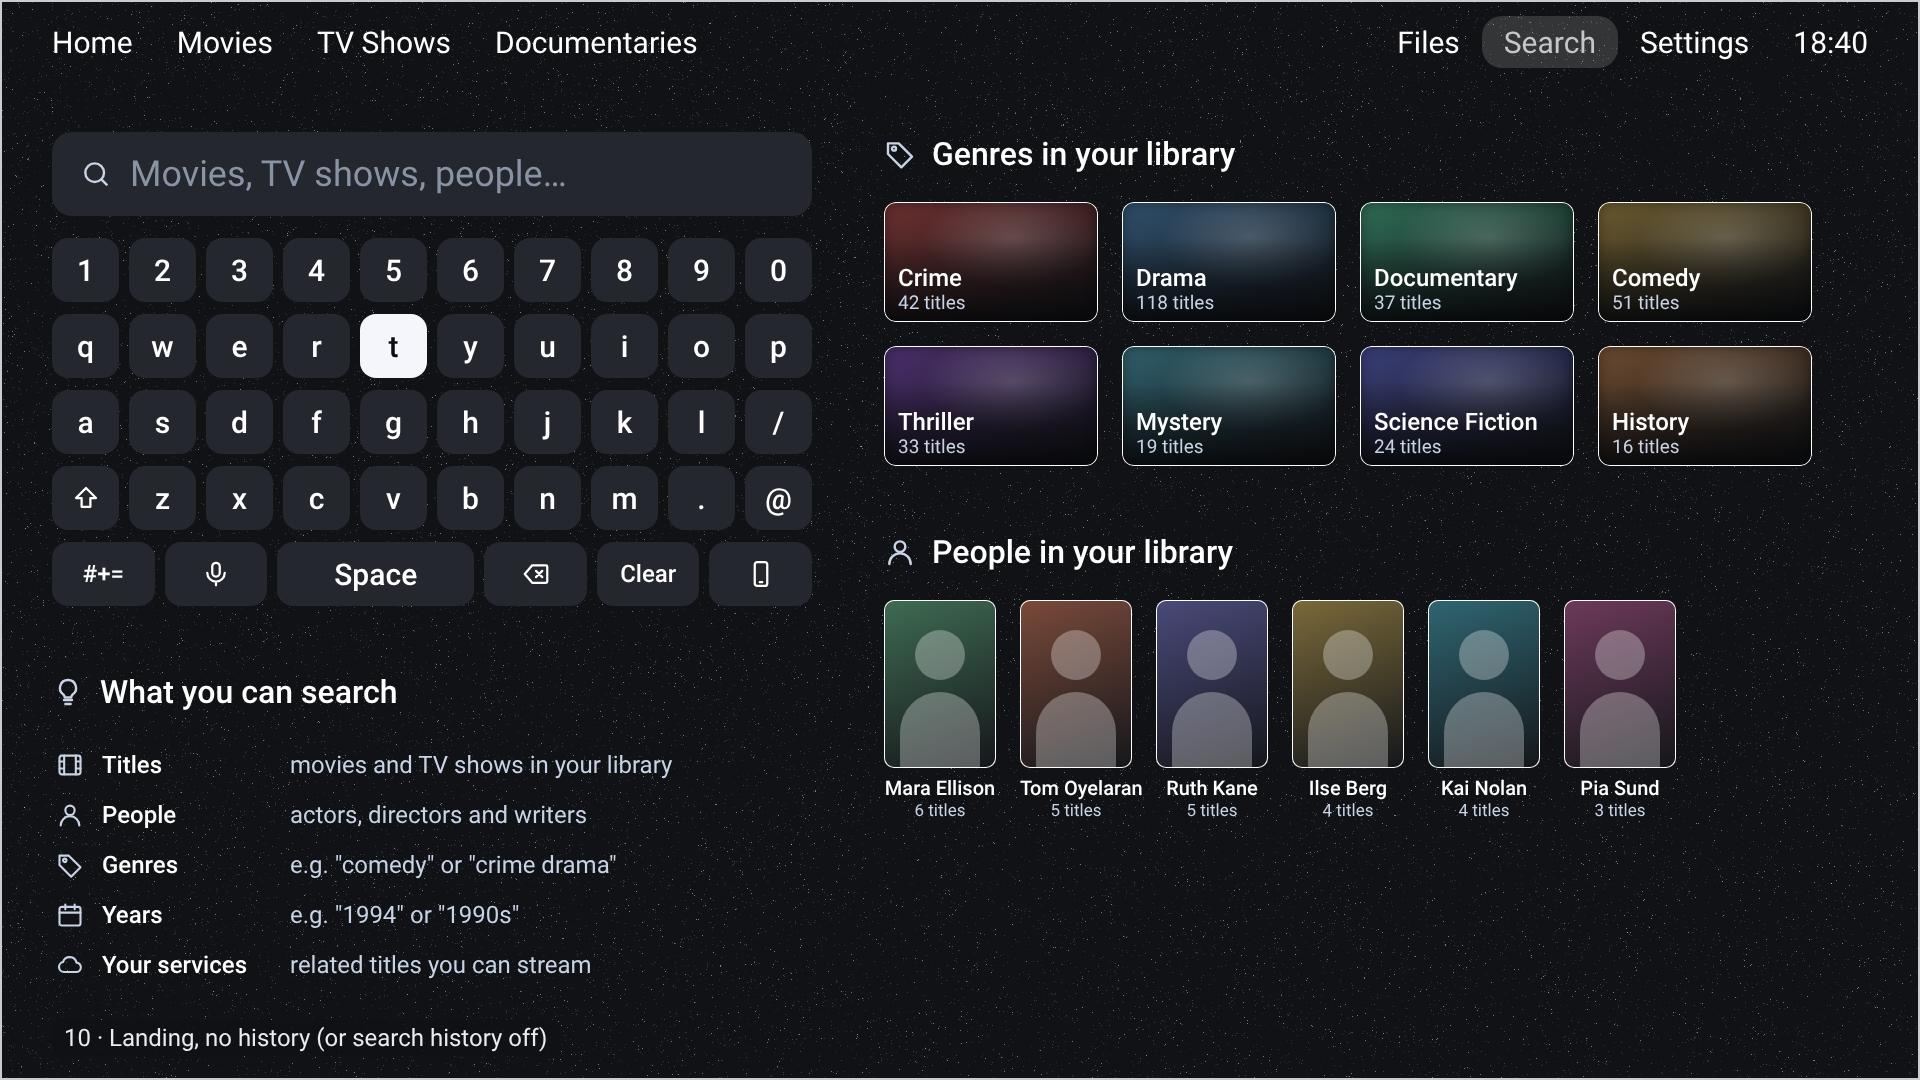 Home Movies TV Shows Documentaries Files Search Settings 18:40
Movies, TV shows, people...
1 2 3 4 5 6 7 8 9 0
q w e r t y u i o p
a s d f g h j k l /
z x c v b n m . @
#+= Space Clear
What you can search
Titles movies and TV shows in your library
People actors, directors and writers
Genres e.g. "comedy" or "crime drama"
Years e.g. "1994" or "1990s"
Your services related titles you can stream
10 · Landing, no history (or search history off)
Genres in your library
Crime Drama Documentary Comedy
42 titles 118 titles 37 titles 51 titles
Thriller Mystery Science Fiction History
33 titles 19 titles 24 titles 16 titles
People in your library
Mara Ellison Tom Oyelaran Ruth Kane Ilse Berg Kai Nolan Pia Sund
6 titles 5 titles 5 titles 4 titles 4 titles 3 titles